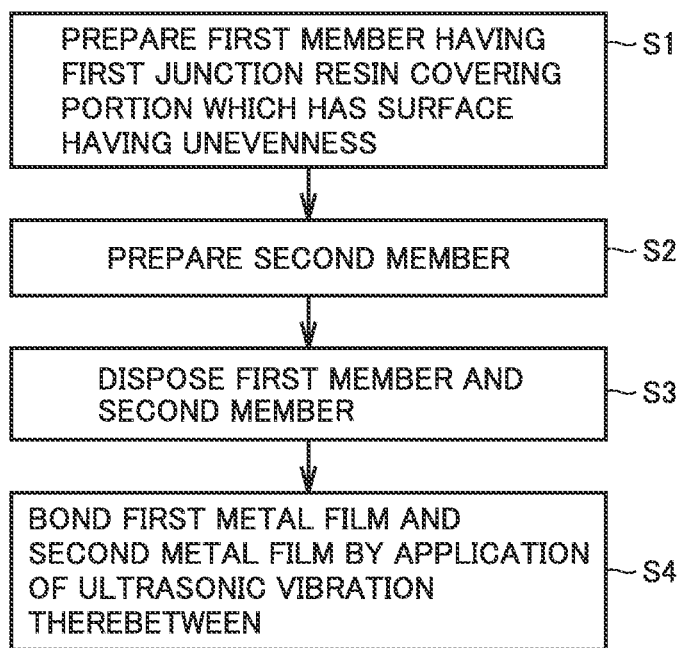 PREPARE FIRST MEMBER HAVING
FIRST JUNCTION RESIN COVERING
PORTION WHICH HAS SURFACE
HAVING UNEVENNESS
S1
PREPARE SECOND MEMBER
S2
DISPOSE FIRST MEMBER AND
SECOND MEMBER
S3
BOND FIRST METAL FILM AND
SECOND METAL FILM BY APPLICATION
OF ULTRASONIC VIBRATION
THEREBETWEEN
S4